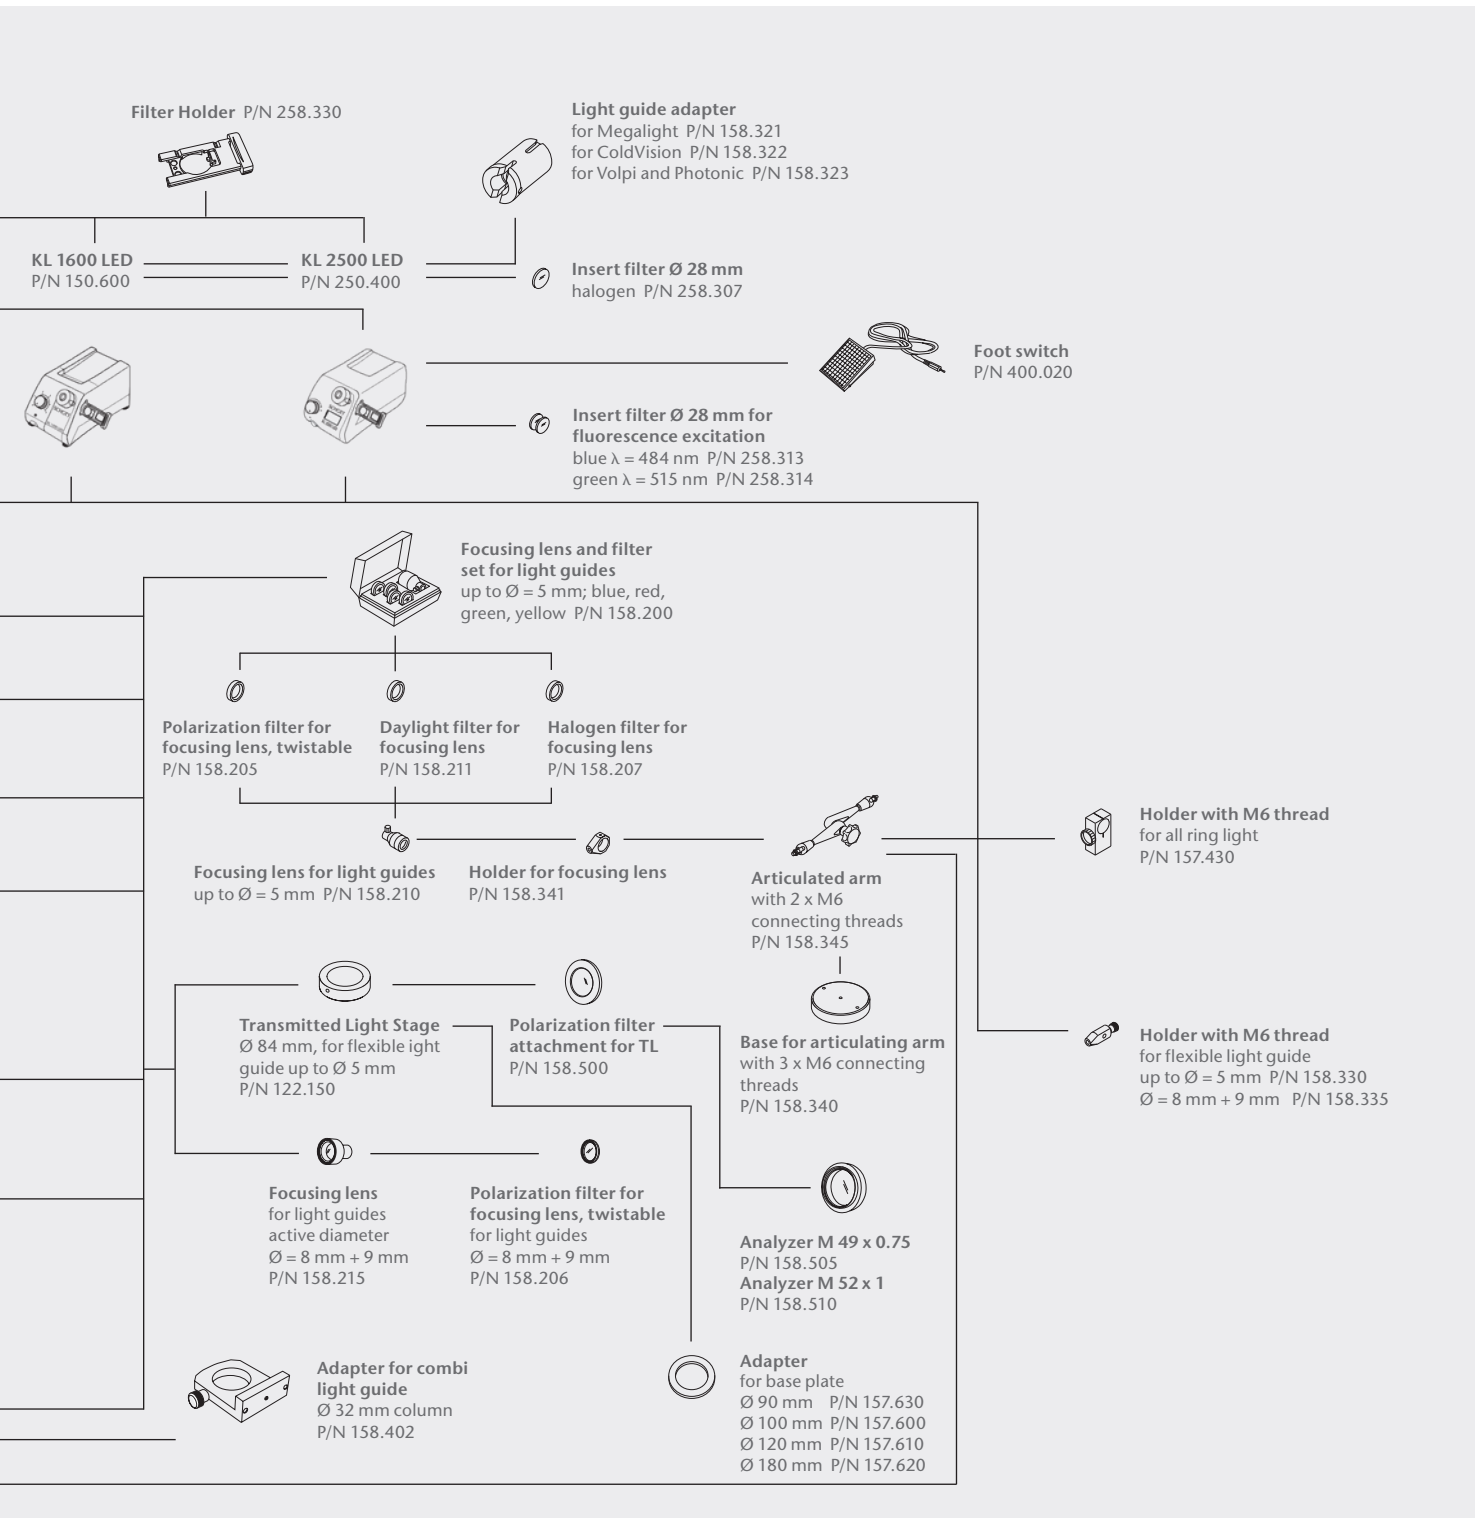 Filter Holder P/N 258.330
Light guide adapter
for Megalight P/N 158.321
for ColdVision P/N 158.322
for Volpi and Photonic P/N 158.323
KL 1600 LED
P/N 150.600
KL 2500 LED
P/N 250.400
Insert filter Ø 28 mm
halogen P/N 258.307
Foot switch
P/N 400.020
Insert filter Ø 28 mm for
fluorescence excitation
blue λ = 484 nm P/N 258.313
green λ = 515 nm P/N 258.314
Focusing lens and filter
set for light guides
up to Ø = 5 mm; blue, red,
green, yellow P/N 158.200
Polarization filter for
focusing lens, twistable
P/N 158.205
Daylight filter for
focusing lens
P/N 158.211
Halogen filter for
focusing lens
P/N 158.207
Focusing lens for light guides
up to Ø = 5 mm P/N 158.210
Holder for focusing lens
P/N 158.341
Articulated arm
with 2 x M6
connecting threads
P/N 158.345
Holder with M6 thread
for all ring light
P/N 157.430
Transmitted Light Stage
Ø 84 mm, for flexible ight
guide up to Ø 5 mm
P/N 122.150
Polarization filter
attachment for TL
P/N 158.500
Base for articulating arm
with 3 x M6 connecting
threads
P/N 158.340
Holder with M6 thread
for flexible light guide
up to Ø = 5 mm P/N 158.330
Ø = 8 mm + 9 mm P/N 158.335
Focusing lens
for light guides
active diameter
Ø = 8 mm + 9 mm
P/N 158.215
Polarization filter for
focusing lens, twistable
for light guides
Ø = 8 mm + 9 mm
P/N 158.206
Analyzer M 49 x 0.75
P/N 158.505
Analyzer M 52 x 1
P/N 158.510
Adapter for combi
light guide
Ø 32 mm column
P/N 158.402
Adapter
for base plate
Ø 90 mm P/N 157.630
Ø 100 mm P/N 157.600
Ø 120 mm P/N 157.610
Ø 180 mm P/N 157.620